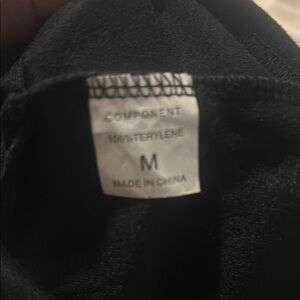 COMPONENT:
100%TERYLENE
M
MADE IN CHINA